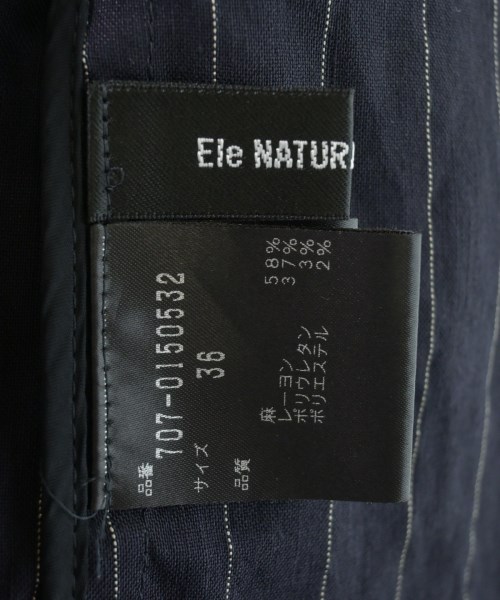 Ele NATUR
品番 707-0150532
サイズ 36
品質 麻 58%
レーヨン 37%
ポリウレタン 3%
ポリエステル 2%